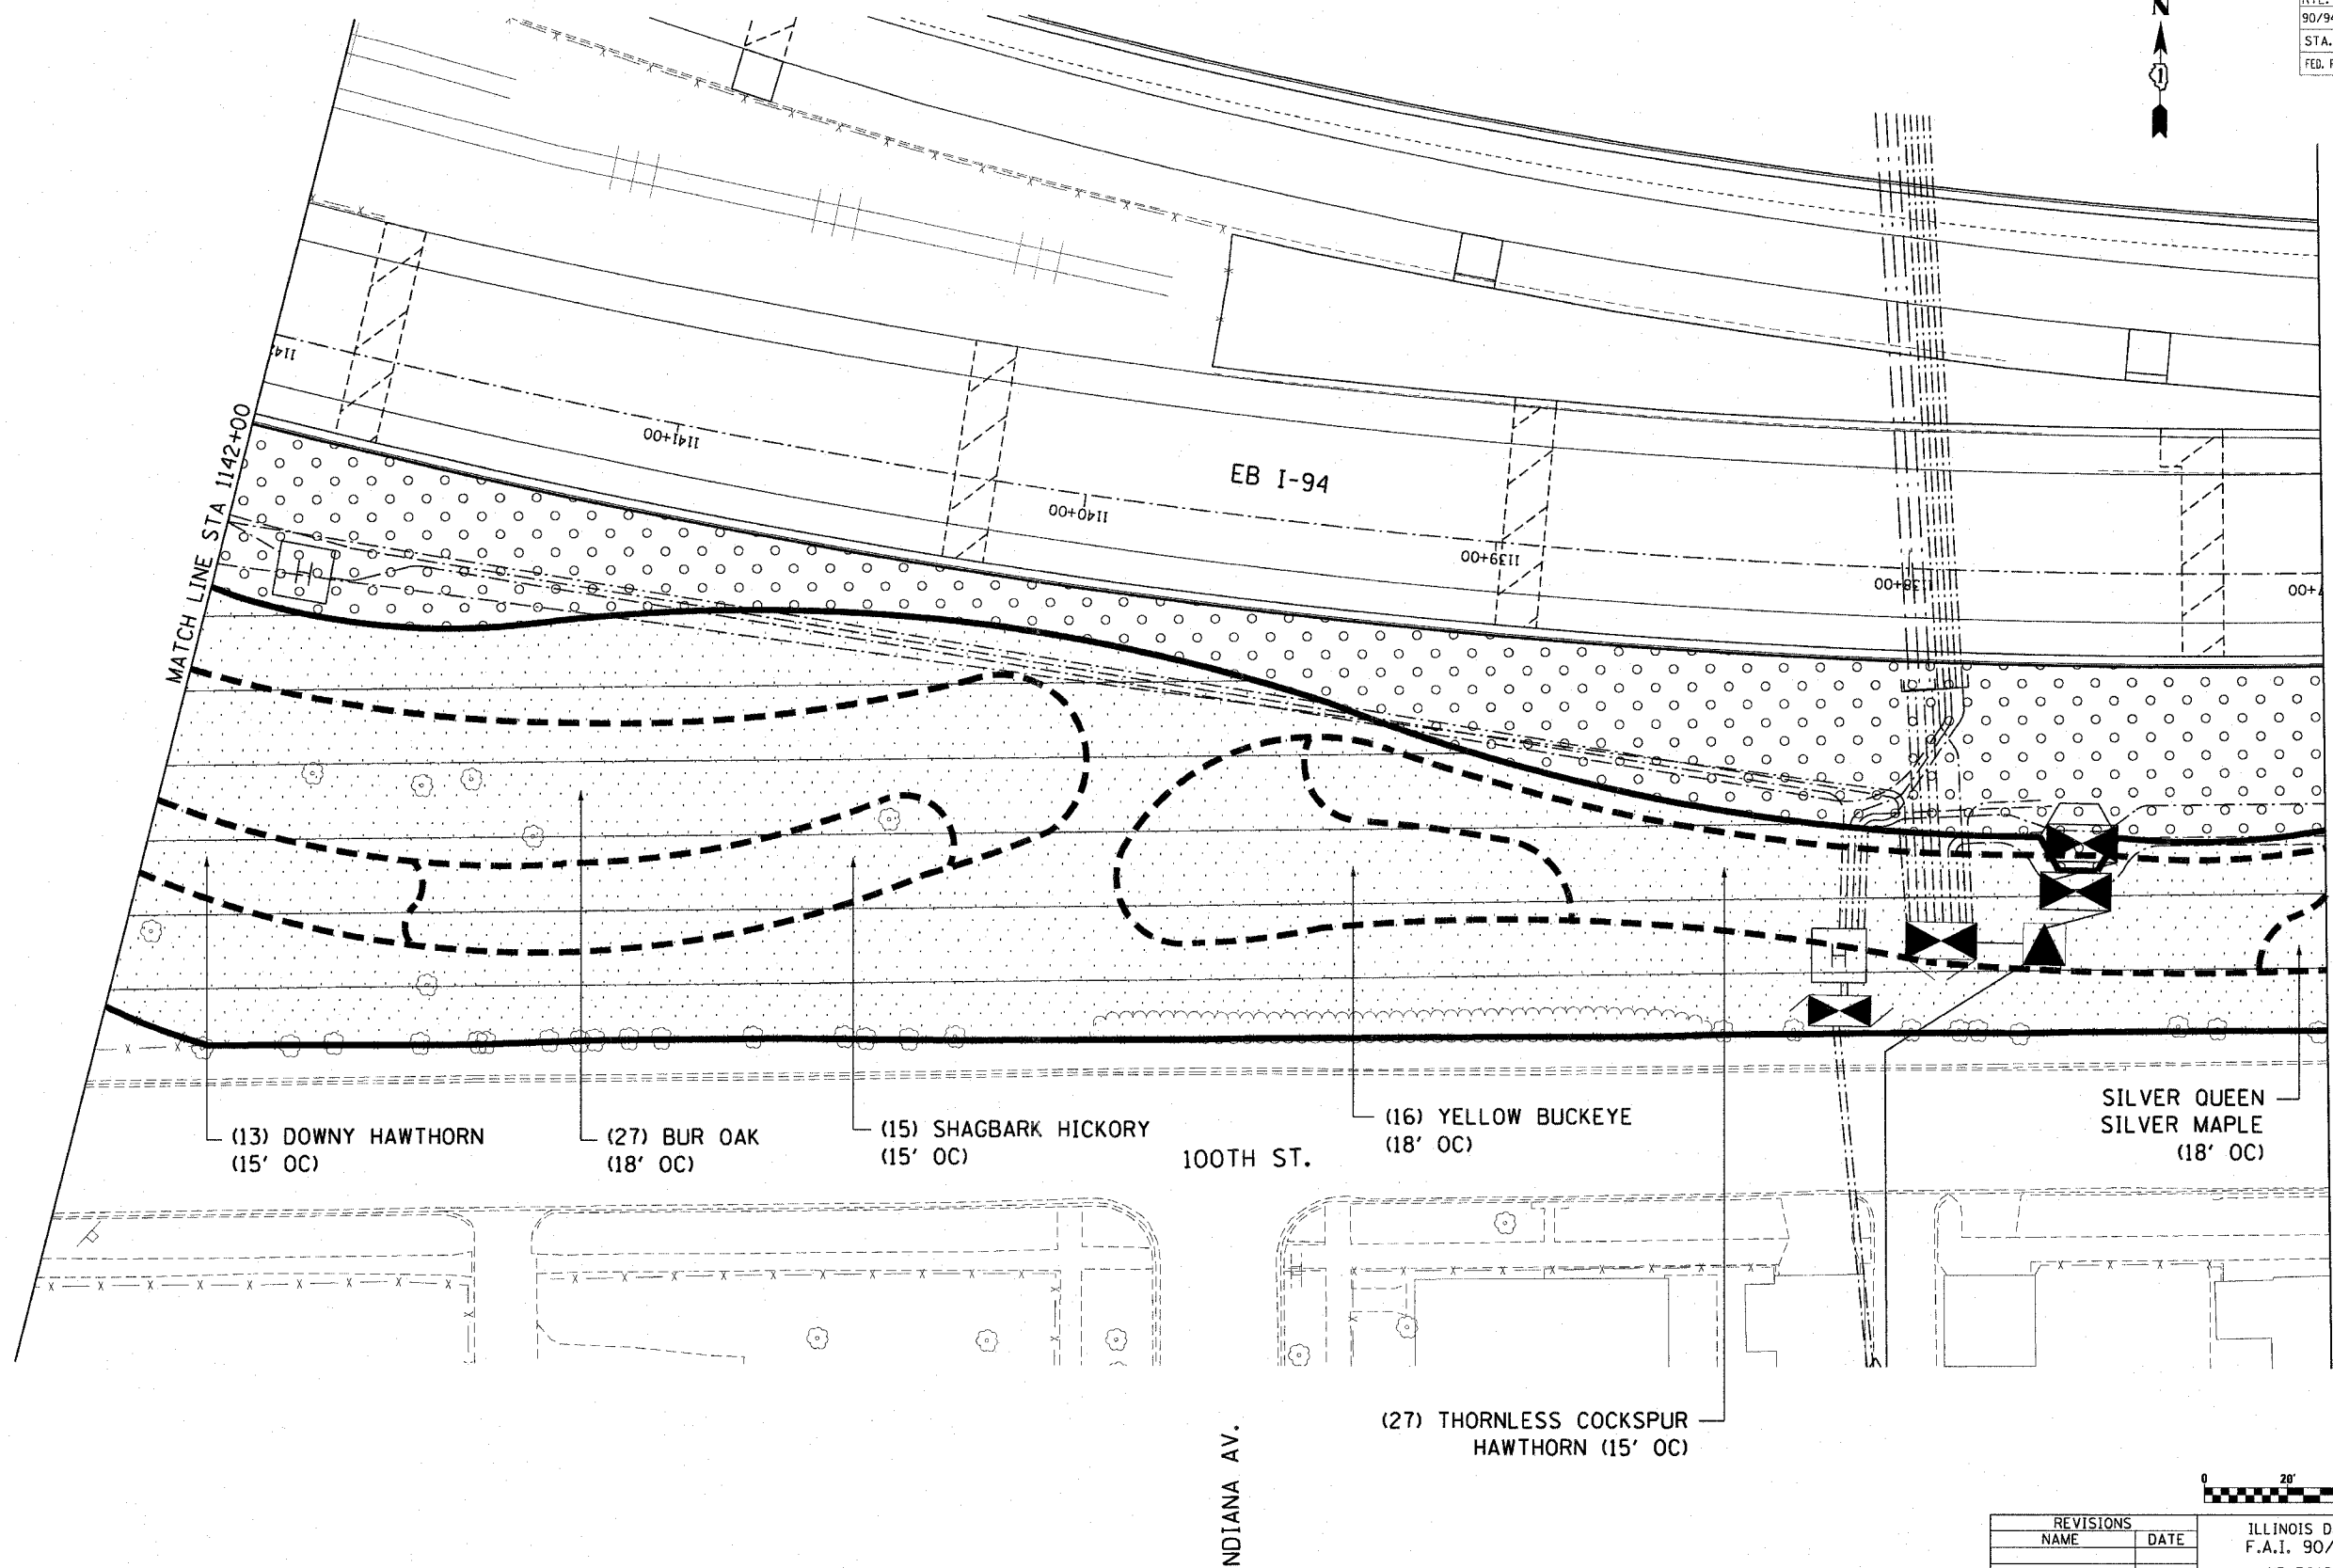 N
90/94
STA.
FED.
1
MATCH LINE STA 1142+00
1141+00
1140+00
EB I-94
1139+00
1138+00
H
H
(13) DOWNY HAWTHORN
(15' OC)
(27) BUR OAK
(18' OC)
(15) SHAGBARK HICKORY
(15' OC)
100TH ST.
(16) YELLOW BUCKEYE
(18' OC)
SILVER QUEEN
SILVER MAPLE
(18' OC)
(27) THORNLESS COCKSPUR
HAWTHORN (15' OC)
NDIANA AV.
0 20'
REVISIONS
NAME DATE
ILLINOIS D
F.A.I. 90/